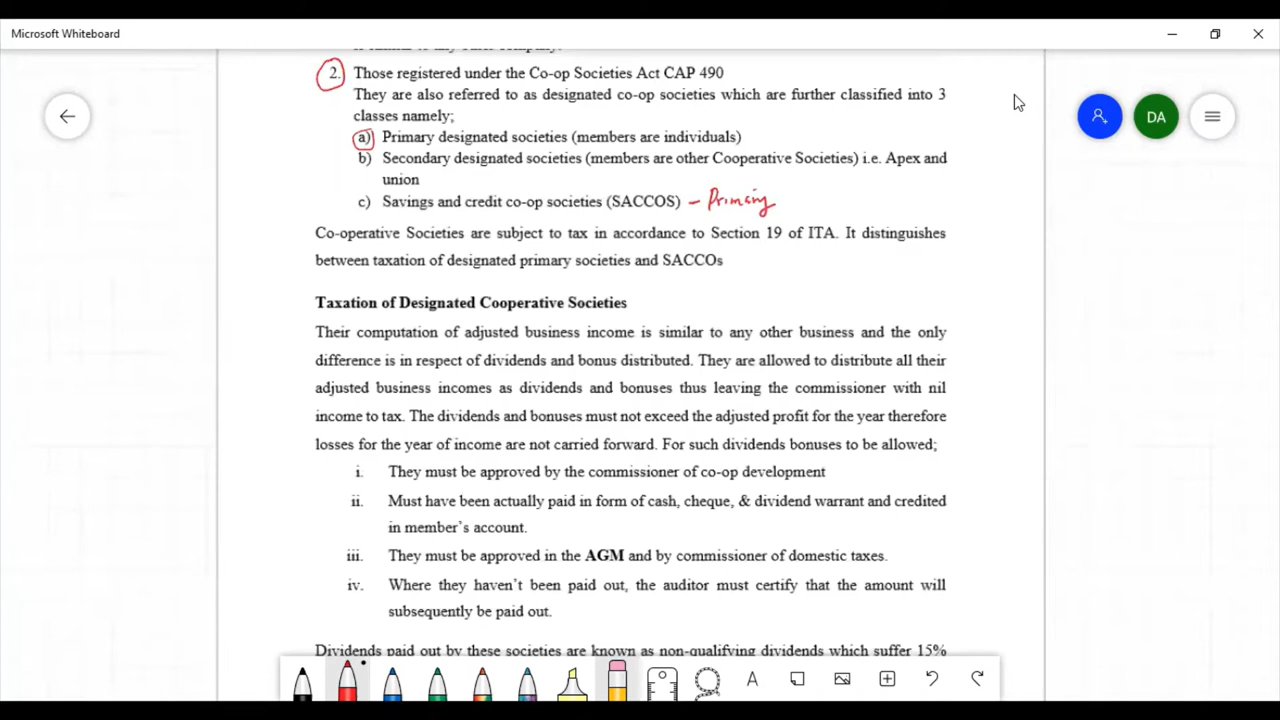 Microsoft Whiteboard
2. Those registered under the Co-op Societies Act CAP 490
They are also referred to as designated co-op societies which are further classified into 3
classes namely;
a) Primary designated societies (members are individuals)
b) Secondary designated societies (members are other Cooperative Societies) i.e. Apex and
union
c) Savings and credit co-op societies (SACCOS) – Primary
Co-operative Societies are subject to tax in accordance to Section 19 of ITA. It distinguishes
between taxation of designated primary societies and SACCOs
DA
Taxation of Designated Cooperative Societies
Their computation of adjusted business income is similar to any other business and the only
difference is in respect of dividends and bonus distributed. They are allowed to distribute all their
adjusted business incomes as dividends and bonuses thus leaving the commissioner with nil
income to tax. The dividends and bonuses must not exceed the adjusted profit for the year therefore
losses for the year of income are not carried forward. For such dividends bonuses to be allowed;
i. They must be approved by the commissioner of co-op development
ii. Must have been actually paid in form of cash, cheque, & dividend warrant and credited
in member's account.
iii. They must be approved in the AGM and by commissioner of domestic taxes.
iv. Where they haven't been paid out, the auditor must certify that the amount will
subsequently be paid out.
Dividends paid out by these societies are known as non-qualifying dividends which suffer 15%
A